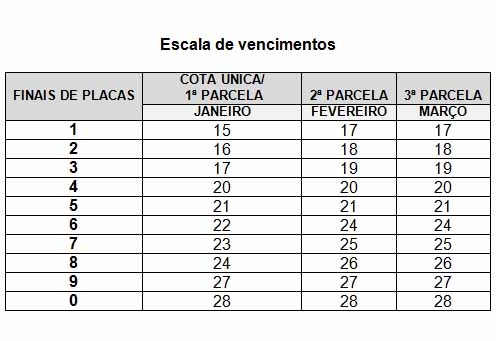 Escala de vencimentos
FINAIS DE PLACAS COTA UNICA/ 1ª PARCELA 2ª PARCELA 3ª PARCELA
JANEIRO FEVEREIRO MARÇO
1 15 17 17
2 16 18 18
3 17 19 19
4 20 20 20
5 21 21 21
6 22 24 24
7 23 25 25
8 24 26 26
9 27 27 27
0 28 28 28